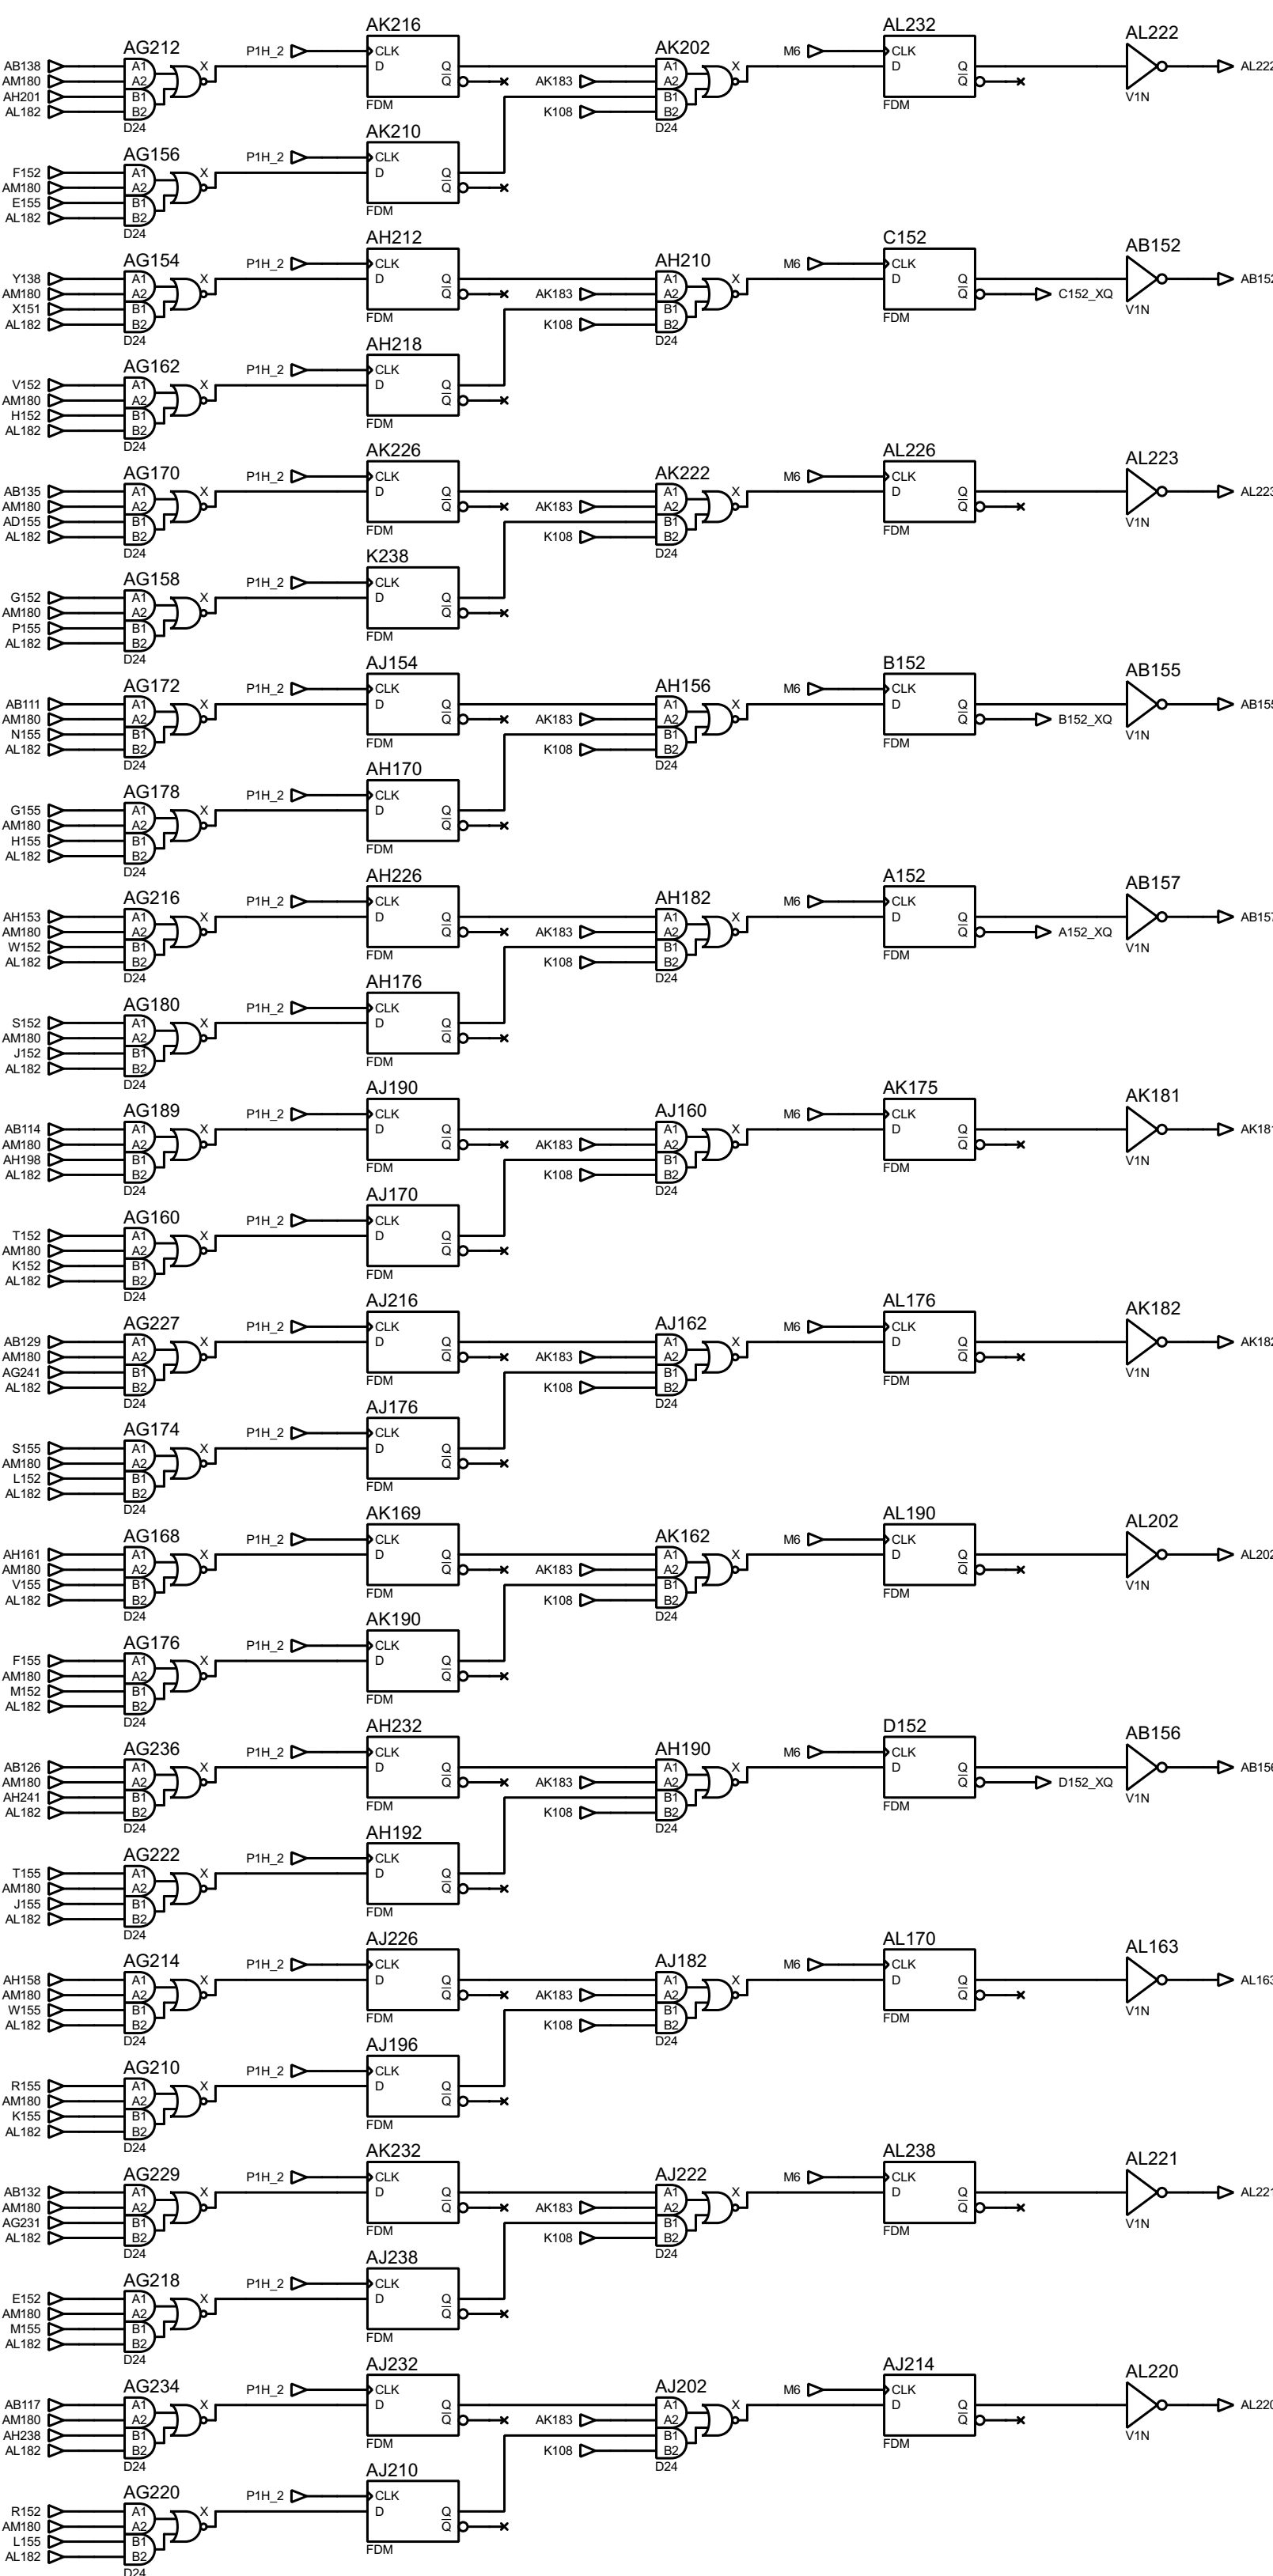 AK216 AL232 AL222
AG212 P1H_2 CLK AK202 M6 CLK
AB138 A1 X D Q A1 X D Q AL222
AM180 A2 Q AK183 A2 Q
AH201 B1 FDM B1 FDM V1N
AL182 B2 K108 B2
D24 D24
AK210
AG156 P1H_2 CLK
F152 A1 X D Q
AM180 A2 Q
E155 B1 FDM
AL182 B2
D24
AH212 C152 AB152
AG154 P1H_2 CLK AH210 M6 CLK
Y138 A1 X D Q A1 X D Q AB152
AM180 A2 Q AK183 A2 Q C152_XQ
X151 B1 FDM B1 FDM V1N
AL182 B2 K108 B2
D24 D24
AH218
AG162 P1H_2 CLK
V152 A1 X D Q
AM180 A2 Q
H152 B1 FDM
AL182 B2
D24
AK226 AL226 AL223
AG170 P1H_2 CLK AK222 M6 CLK
AB135 A1 X D Q A1 X D Q AL223
AM180 A2 Q AK183 A2 Q
AD155 B1 FDM B1 FDM V1N
AL182 B2 K108 B2
D24 D24
K238
AG158 P1H_2 CLK
G152 A1 X D Q
AM180 A2 Q
P155 B1 FDM
AL182 B2
D24
AJ154 B152 AB155
AG172 P1H_2 CLK AH156 M6 CLK
AB111 A1 X D Q A1 X D Q AB155
AM180 A2 Q AK183 A2 Q B152_XQ
N155 B1 FDM B1 FDM V1N
AL182 B2 K108 B2
D24 D24
AH170
AG178 P1H_2 CLK
G155 A1 X D Q
AM180 A2 Q
H155 B1 FDM
AL182 B2
D24
AH226 A152 AB157
AG216 P1H_2 CLK AH182 M6 CLK
AH153 A1 X D Q A1 X D Q AB157
AM180 A2 Q AK183 A2 Q A152_XQ
W152 B1 FDM B1 FDM V1N
AL182 B2 K108 B2
D24 D24
AH176
AG180 P1H_2 CLK
S152 A1 X D Q
AM180 A2 Q
J152 B1 FDM
AL182 B2
D24
AJ190 AK175 AK181
AG189 P1H_2 CLK AJ160 M6 CLK
AB114 A1 X D Q A1 X D Q AK181
AM180 A2 Q AK183 A2 Q
AH198 B1 FDM B1 FDM V1N
AL182 B2 K108 B2
D24 D24
AJ170
AG160 P1H_2 CLK
T152 A1 X D Q
AM180 A2 Q
K152 B1 FDM
AL182 B2
D24
AJ216 AL176 AK182
AG227 P1H_2 CLK AJ162 M6 CLK
AB129 A1 X D Q A1 X D Q AK182
AM180 A2 Q AK183 A2 Q
AG241 B1 FDM B1 FDM V1N
AL182 B2 K108 B2
D24 D24
AJ176
AG174 P1H_2 CLK
S155 A1 X D Q
AM180 A2 Q
L152 B1 FDM
AL182 B2
D24
AK169 AL190 AL202
AG168 P1H_2 CLK AK162 M6 CLK
AH161 A1 X D Q A1 X D Q AL202
AM180 A2 Q AK183 A2 Q
V155 B1 FDM B1 FDM V1N
AL182 B2 K108 B2
D24 D24
AK190
AG176 P1H_2 CLK
F155 A1 X D Q
AM180 A2 Q
M152 B1 FDM
AL182 B2
D24
AH232 D152 AB156
AG236 P1H_2 CLK AH190 M6 CLK
AB126 A1 X D Q A1 X D Q AB156
AM180 A2 Q AK183 A2 Q D152_XQ
AH241 B1 FDM B1 FDM V1N
AL182 B2 K108 B2
D24 D24
AH192
AG222 P1H_2 CLK
T155 A1 X D Q
AM180 A2 Q
J155 B1 FDM
AL182 B2
D24
AJ226 AL170 AL163
AG214 P1H_2 CLK AJ182 M6 CLK
AH158 A1 X D Q A1 X D Q AL163
AM180 A2 Q AK183 A2 Q
W155 B1 FDM B1 FDM V1N
AL182 B2 K108 B2
D24 D24
AJ196
AG210 P1H_2 CLK
R155 A1 X D Q
AM180 A2 Q
K155 B1 FDM
AL182 B2
D24
AK232 AL238 AL221
AG229 P1H_2 CLK AJ222 M6 CLK
AB132 A1 X D Q A1 X D Q AL221
AM180 A2 Q AK183 A2 Q
AG231 B1 FDM B1 FDM V1N
AL182 B2 K108 B2
D24 D24
AJ238
AG218 P1H_2 CLK
E152 A1 X D Q
AM180 A2 Q
M155 B1 FDM
AL182 B2
D24
AJ232 AJ214 AL220
AG234 P1H_2 CLK AJ202 M6 CLK
AB117 A1 X D Q A1 X D Q AL220
AM180 A2 Q AK183 A2 Q
AH238 B1 FDM B1 FDM V1N
AL182 B2 K108 B2
D24 D24
AJ210
AG220 P1H_2 CLK
R152 A1 X D Q
AM180 A2 Q
L155 B1 FDM
AL182 B2
D24